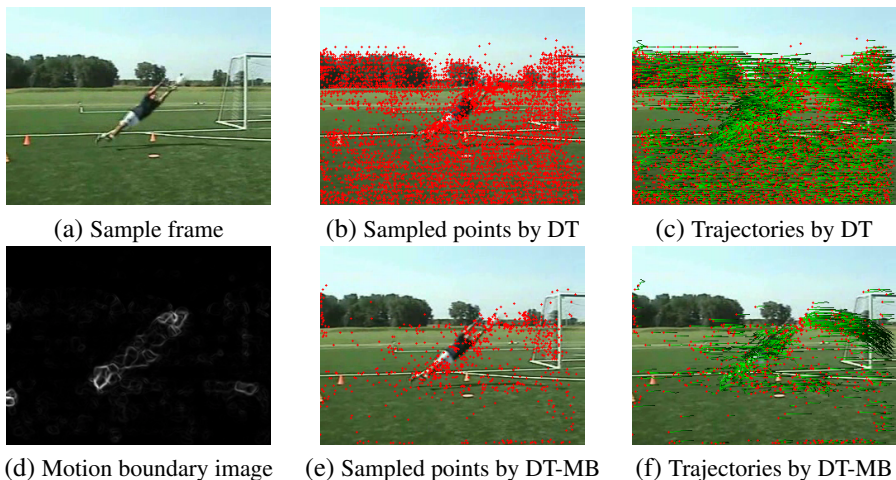 (a) Sample frame
(b) Sampled points by DT
(c) Trajectories by DT
(d) Motion boundary image
(e) Sampled points by DT-MB
(f) Trajectories by DT-MB